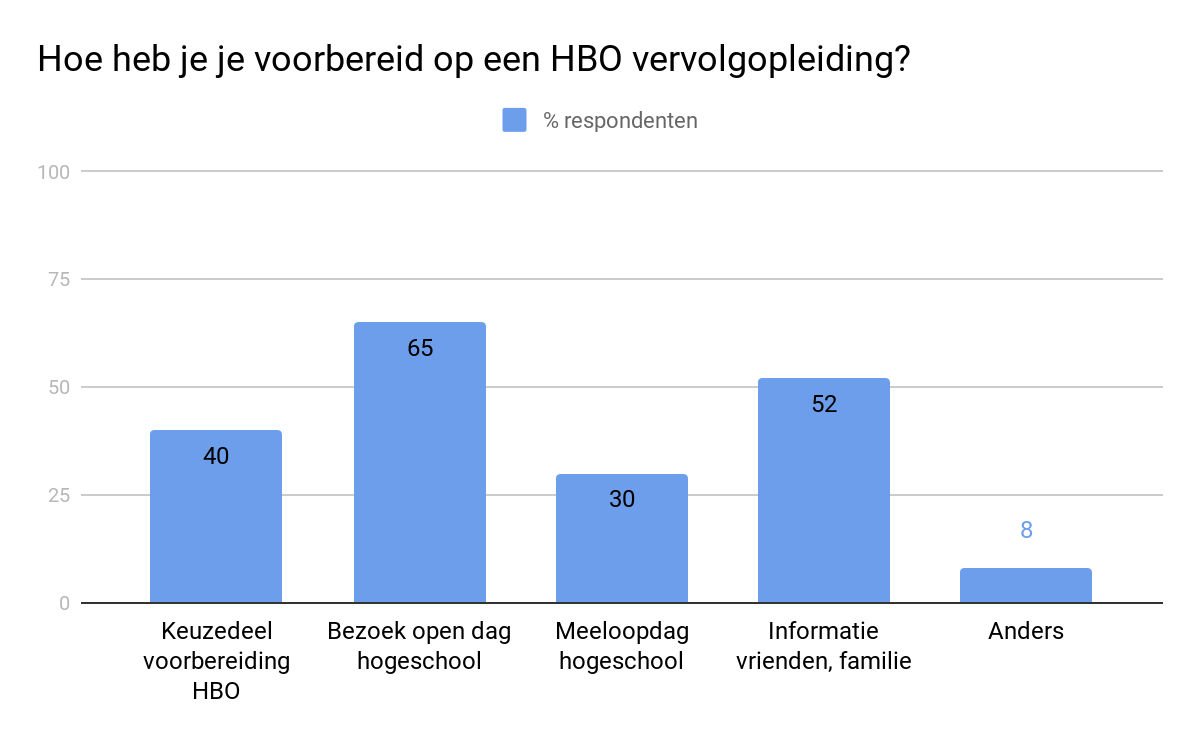 Hoe heb je je voorbereid op een HBO vervolgopleiding?
% respondenten
100
75
50
25
0
40
65
30
52
8
Keuzedeel
voorbereiding
HBO
Bezoek open dag
hogeschool
Meeloopdag
hogeschool
Informatie
vrienden, familie
Anders